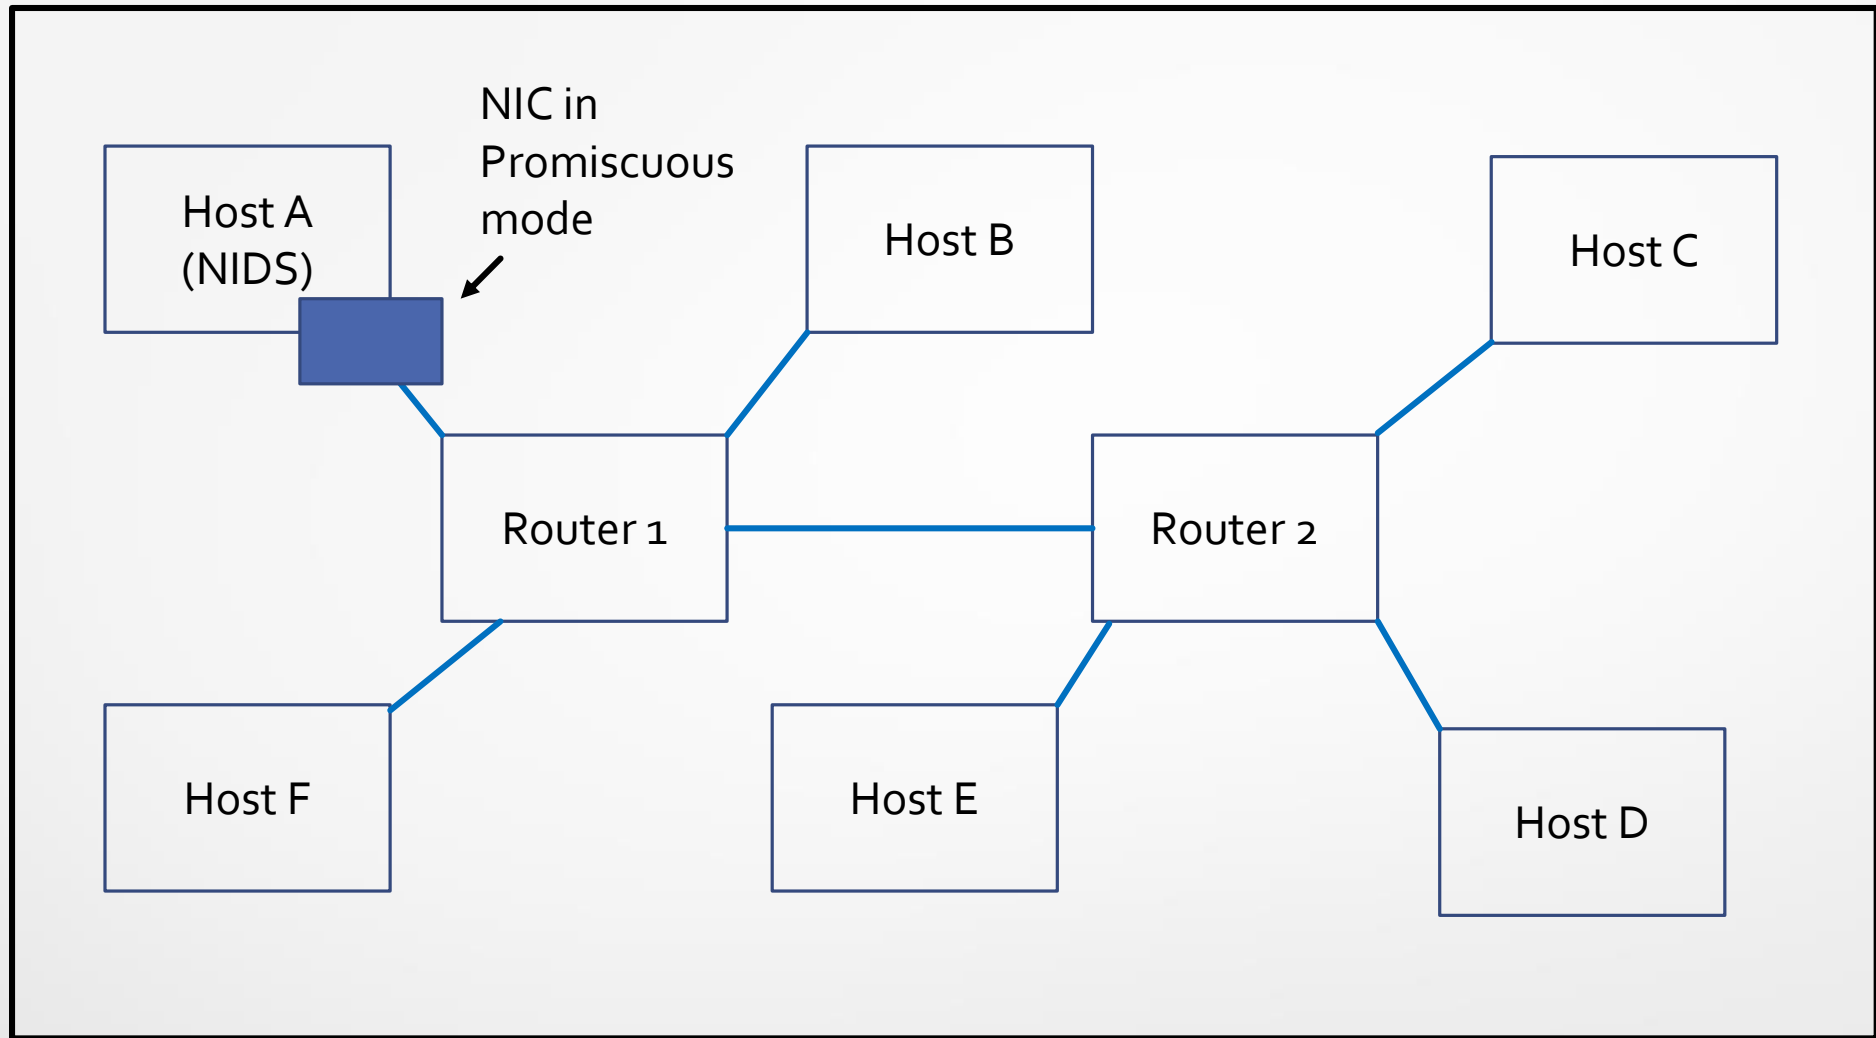 NIC in
Promiscuous
mode
Host A
(NIDS)
Host B
Host C
Router 1
Router 2
Host F
Host E
Host D